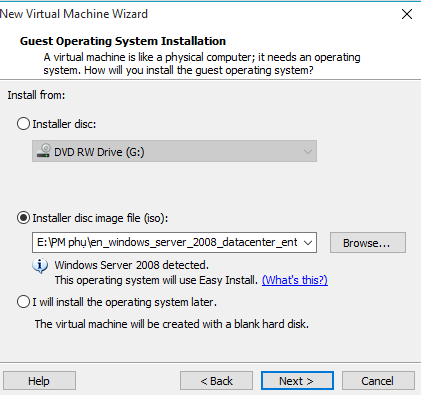 New Virtual Machine Wizard
Guest Operating System Installation
A virtual machine is like a physical computer; it needs an operating
system. How will you install the guest operating system?
Install from:
Installer disc:
DVD RW Drive (G:)
Installer disc image file (iso):
E:\PM phụ\en_windows_server_2008_datacenter_ent
Browse...
Windows Server 2008 detected.
This operating system will use Easy Install. (What's this?)
I will install the operating system later.
The virtual machine will be created with a blank hard disk.
Help
< Back
Next >
Cancel